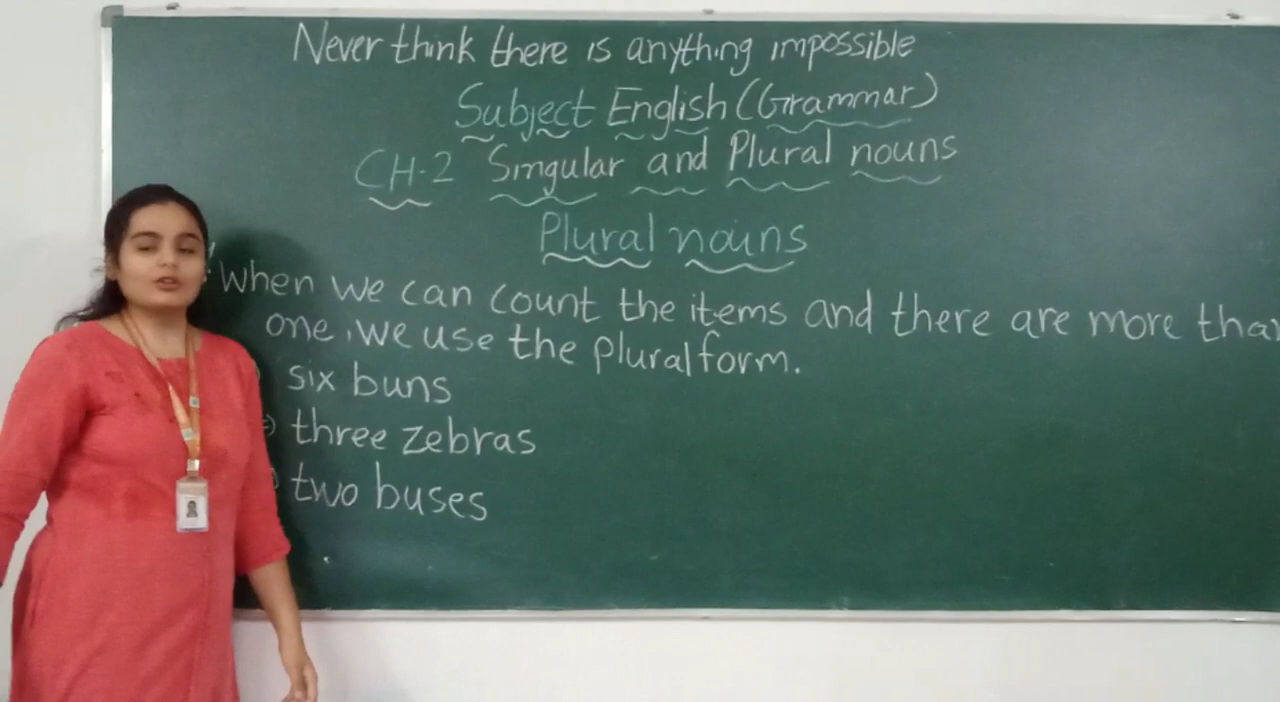 Never think there is anything impossible
Subject English (Grammar)
CH-2 Singular and Plural nouns
Plural nouns
when we can count the items and there are more tha
one, we use the plural form.
six buns
three zebras
two buses